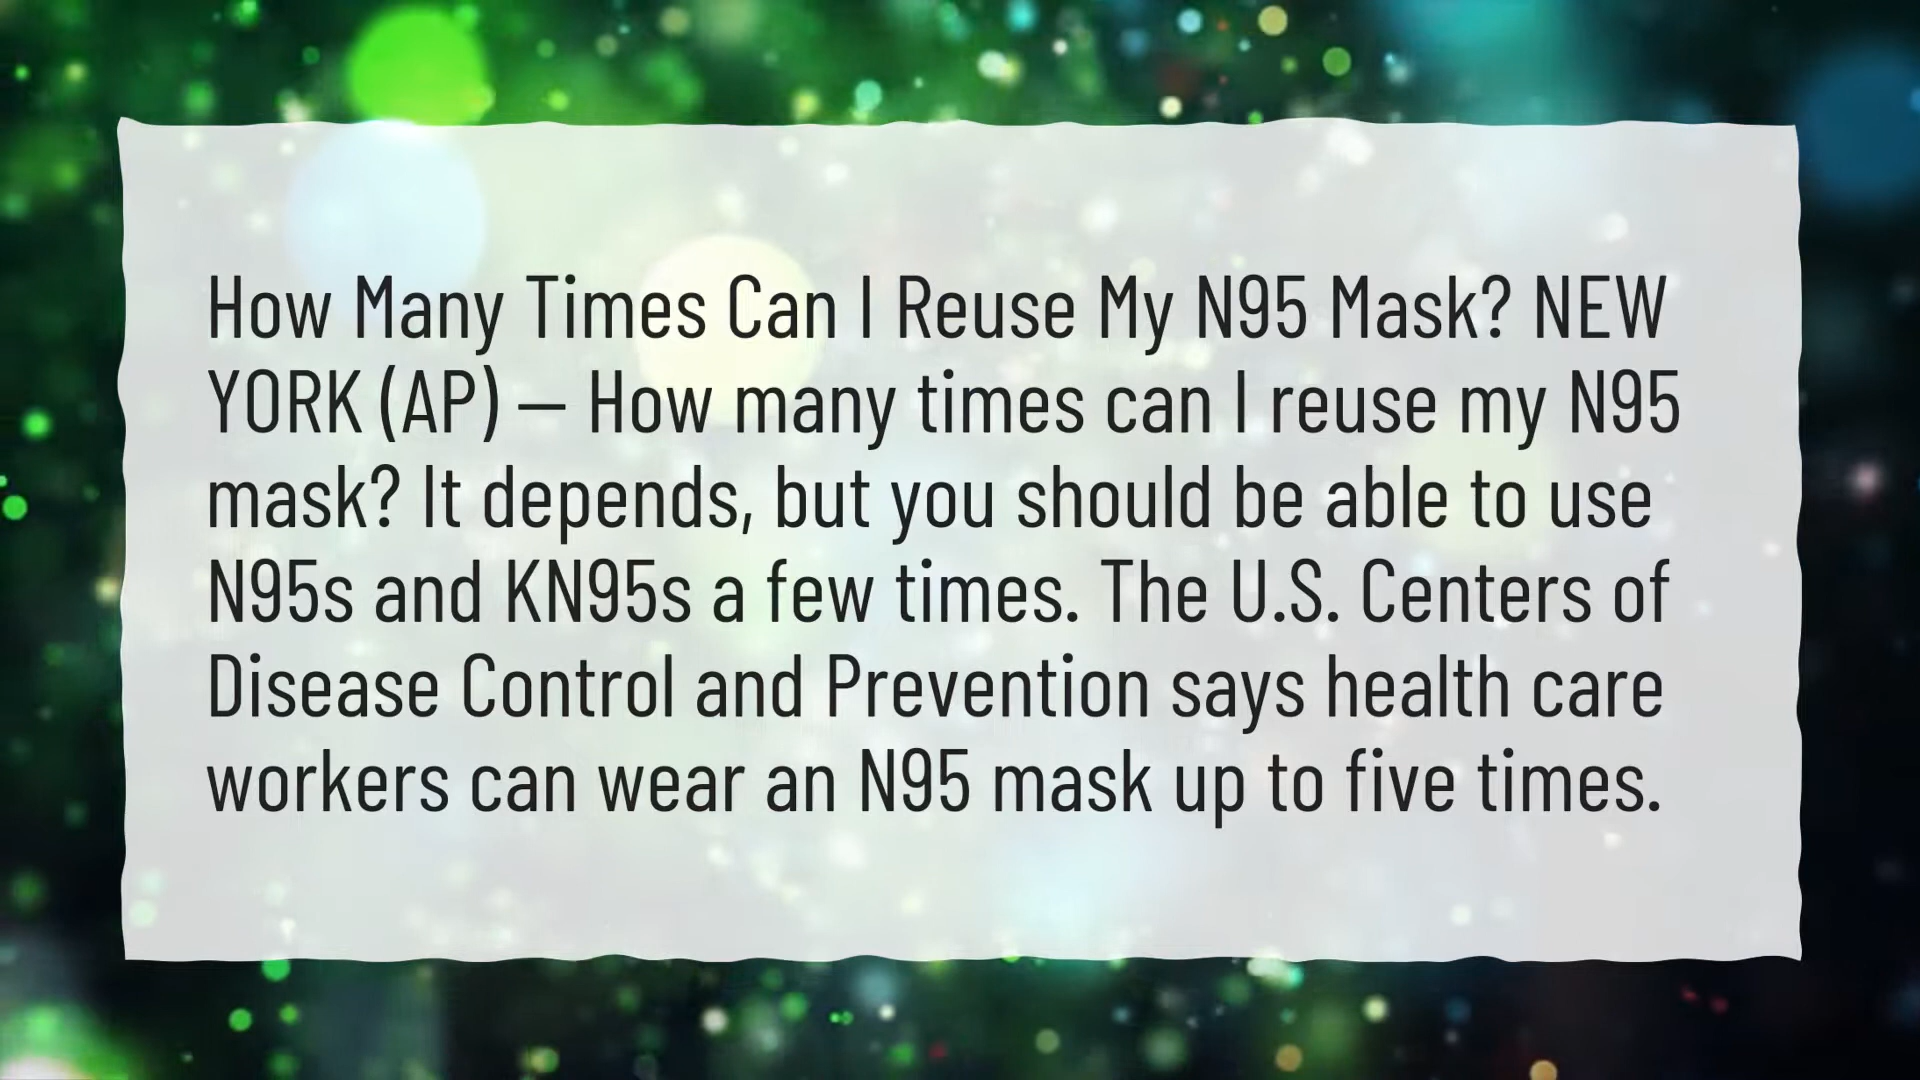 How Many Times Can I Reuse My N95 Mask? NEW
YORK (AP) — How many times can I reuse my N95
mask? It depends, but you should be able to use
N95s and KN95s a few times. The U.S. Centers of
Disease Control and Prevention says health care
workers can wear an N95 mask up to five times.